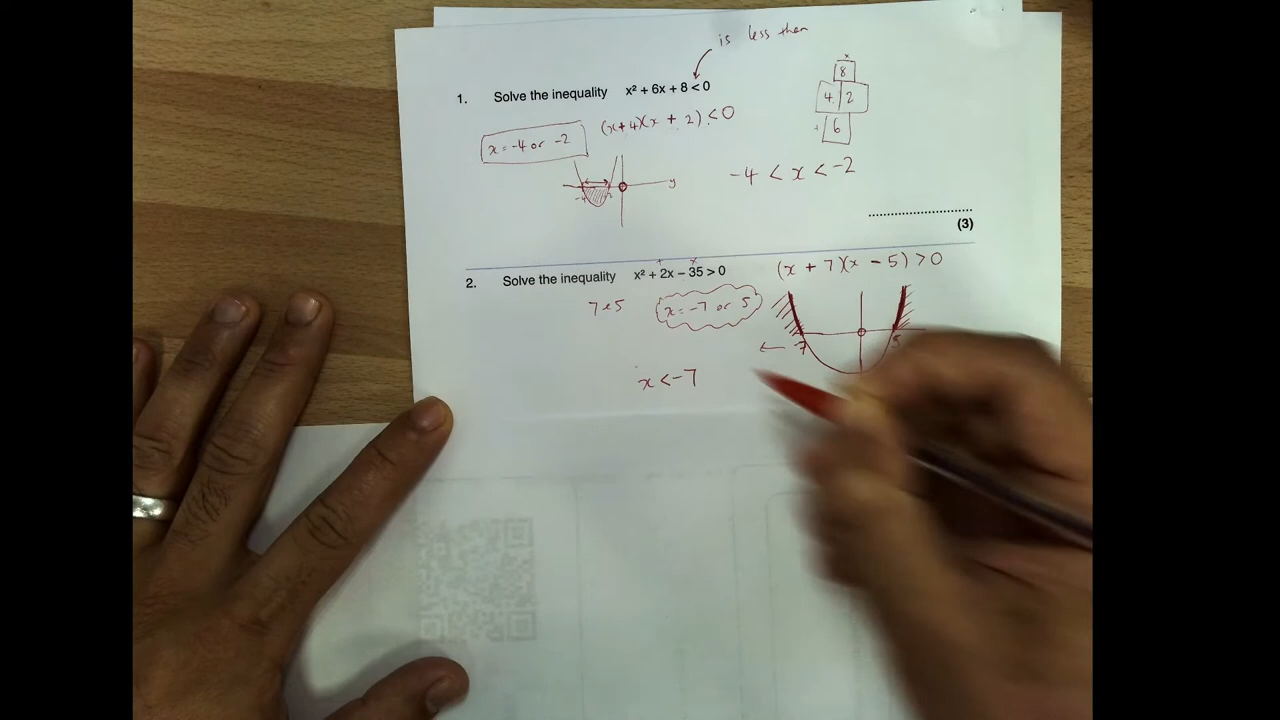 is less than
1. Solve the inequality x² + 6x + 8 < 0
8
4 2
+ 6
x = -4 or -2
(x+4)(x + 2) < 0
y
-4 -2
-4 < x < -2
(3)
2. Solve the inequality x² + 2x – 35 > 0
(x + 7)(x - 5) > 0
7 & 5
x = -7 or 5
-7 5
x < -7